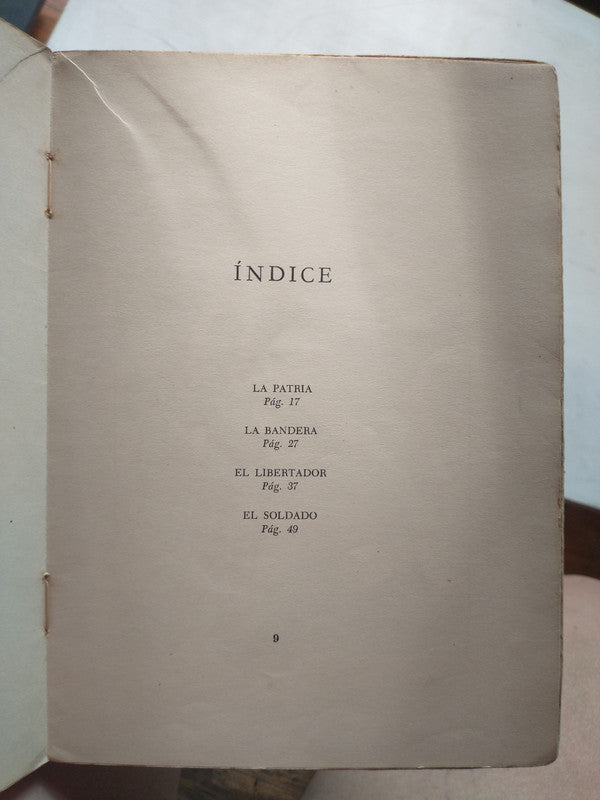 ÍNDICE
LA PATRIA
Pág. 17
LA BANDERA
Pág. 27
EL LIBERTADOR
Pág. 37
EL SOLDADO
Pág. 49
9